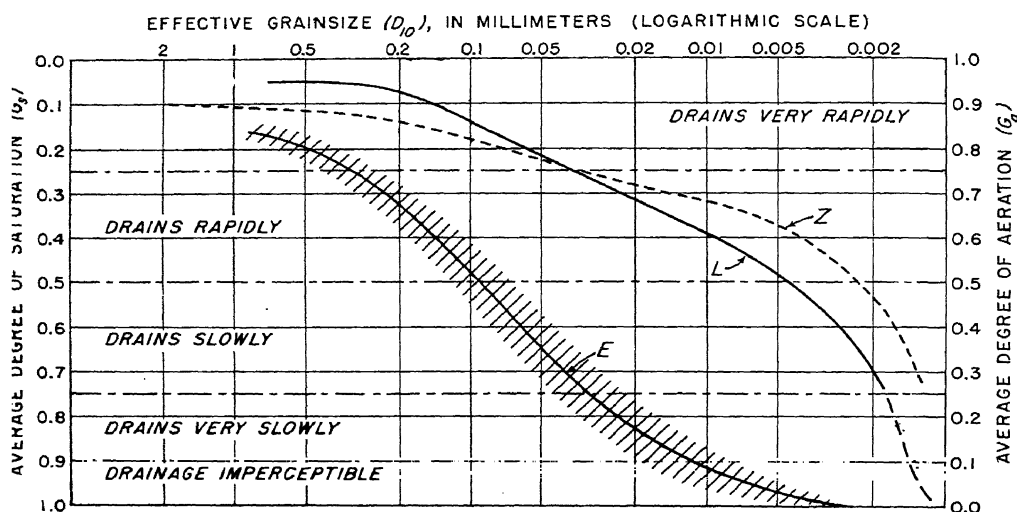 EFFECTIVE GRAINSIZE (D10), IN MILLIMETERS (LOGARITHMIC SCALE)
2 1 0.5 0.2 0.1 0.05 0.02 0.01 0.005 0.002
AVERAGE DEGREE OF SATURATION
0.0
0.1
0.2
0.3
0.4
0.5
0.6
0.7
0.8
0.9
1.0
DRAINS VERY RAPIDLY
DRAINS RAPIDLY
DRAINS SLOWLY
DRAINS VERY SLOWLY
DRAINAGE IMPERCEPTIBLE
Z
L
E
1.0
0.9
0.8
0.7
0.6
0.5
0.4
0.3
0.2
0.1
0.0
AVERAGE DEGREE OF AERATION (Ga)